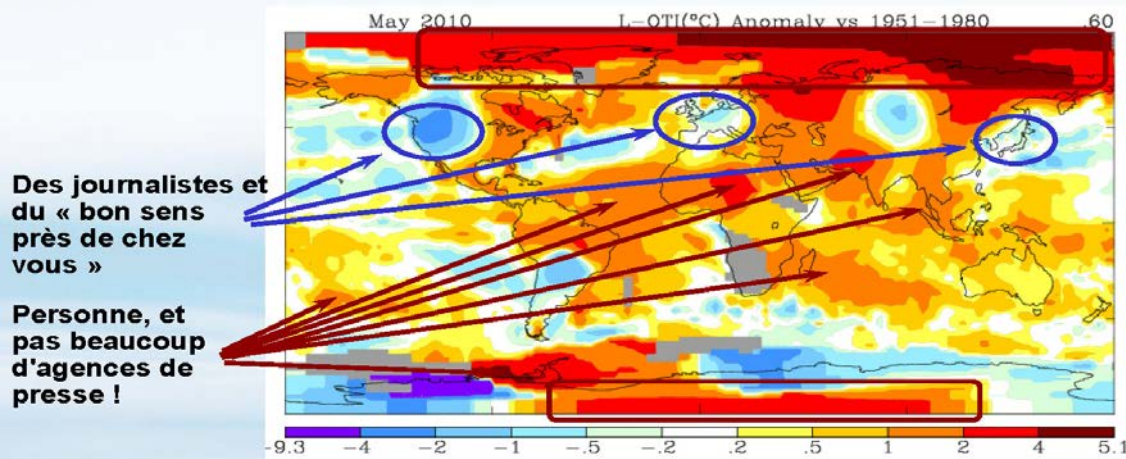 May 2010 L-OTI(°C) Anomaly vs 1951-1980 .60
Des journalistes et
du « bon sens
près de chez
vous »
Personne, et
pas beaucoup
d'agences de
presse !
-9.3 -4 -2 -1 -.5 -.2 .2 .5 1 2 4 5.1